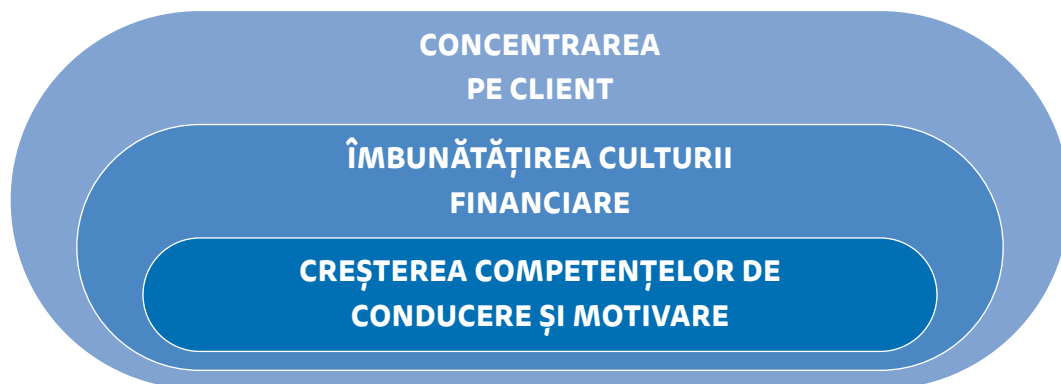 CONCENTRAREA
PE CLIENT
ÎMBUNĂTĂȚIREA CULTURII
FINANCIARE
CREȘTEREA COMPETENȚELOR DE
CONDUCERE ȘI MOTIVARE